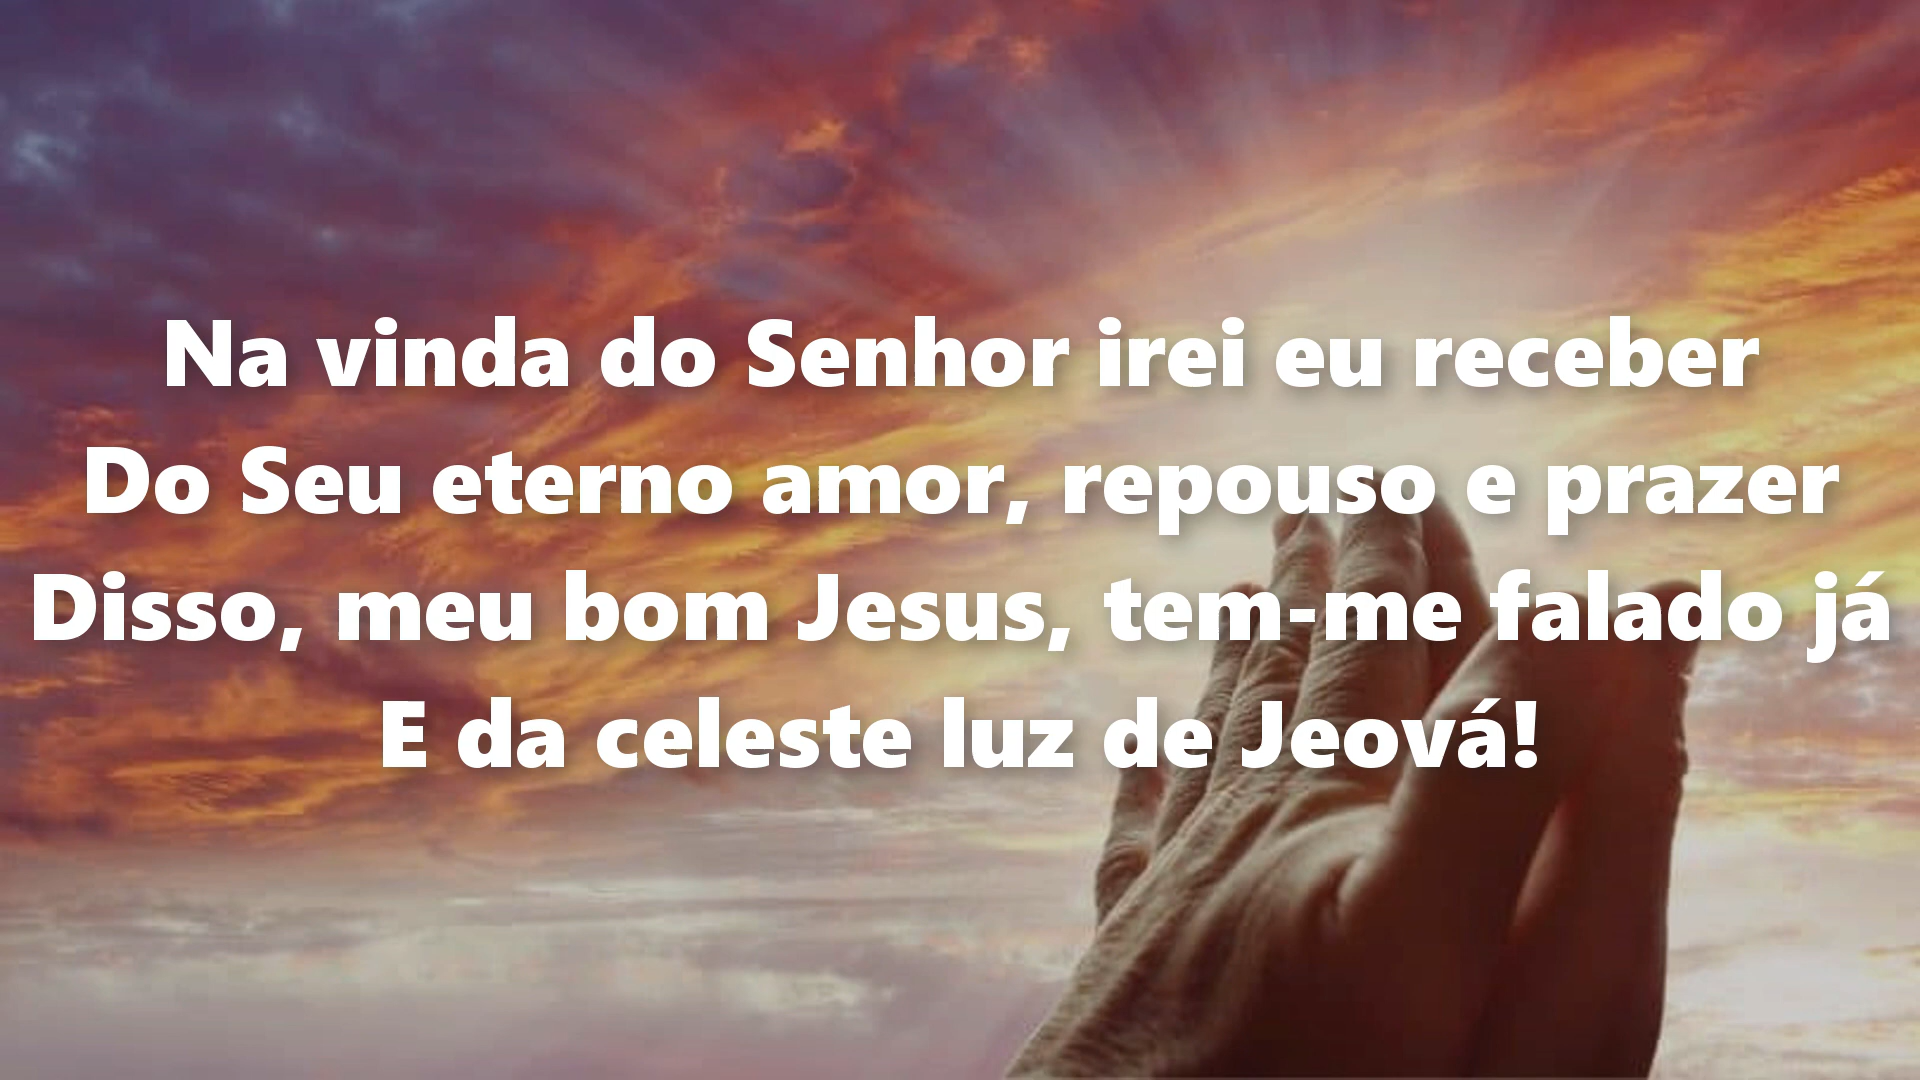 Na vinda do Senhor irei eu receber
Do Seu eterno amor, repouso e prazer
Disso, meu bom Jesus, tem-me falado já
E da celeste luz de Jeová!